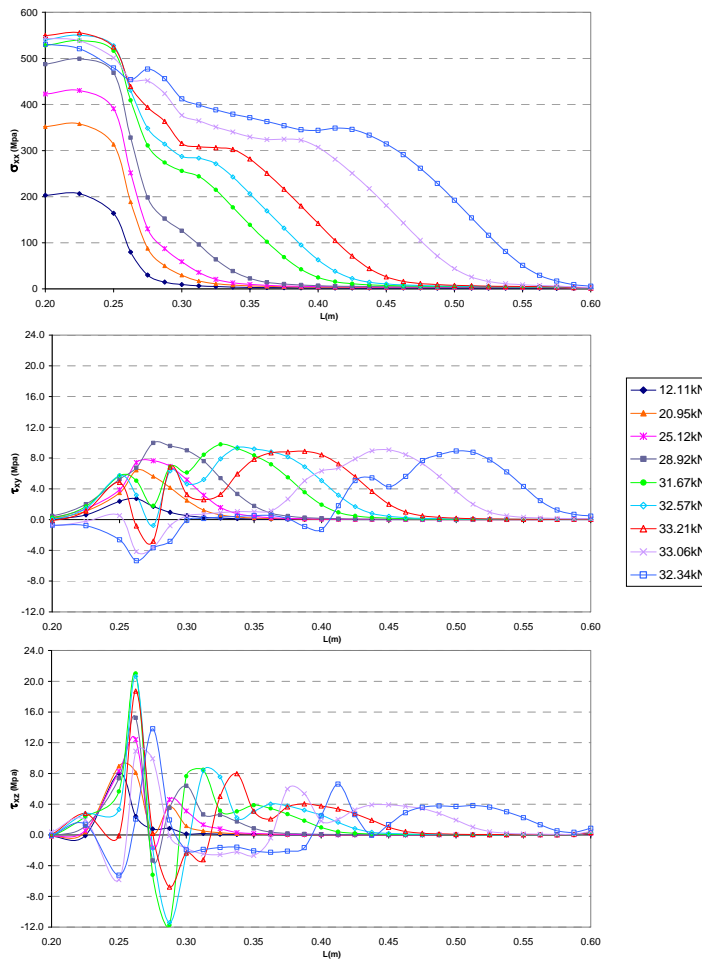 600
500
400
300
200
100
0
σxx (Mpa)
0.20 0.25 0.30 0.35 0.40 0.45 0.50 0.55 0.60
L(m)
24.0
20.0
16.0
12.0
8.0
4.0
0.0
-4.0
-8.0
-12.0
τxy (Mpa)
0.20 0.25 0.30 0.35 0.40 0.45 0.50 0.55 0.60
L(m)
12.11kN
20.95kN
25.12kN
28.92kN
31.67kN
32.57kN
33.21kN
33.06kN
32.34kN
24.0
20.0
16.0
12.0
8.0
4.0
0.0
-4.0
-8.0
-12.0
τxz (Mpa)
0.20 0.25 0.30 0.35 0.40 0.45 0.50 0.55 0.60
L(m)